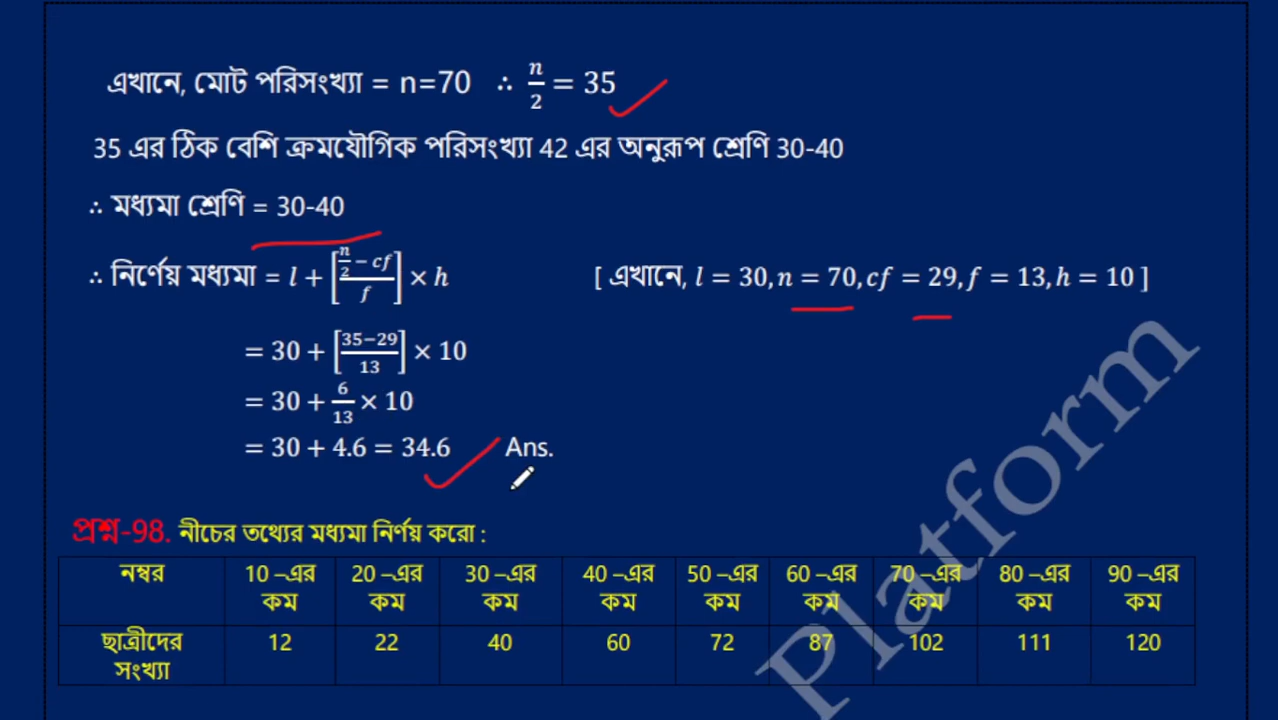 এখানে, মোট পরিসংখ্যা = n=70 ∴ n/2 = 35
35 এর ঠিক বেশি ক্রমযৌগিক পরিসংখ্যা 42 এর অনুরূপ শ্রেণি 30-40
∴ মধ্যমা শ্রেণি = 30-40
∴ নির্ণেয় মধ্যমা = l + [(n/2 − cf)/f] × h [ এখানে, l = 30, n = 70, cf = 29, f = 13, h = 10 ]
= 30 + [(35−29)/13] × 10
= 30 + 6/13 × 10
= 30 + 4.6 = 34.6 Ans.
প্রশ্ন-98. নীচের তথ্যের মধ্যমা নির্ণয় করো :
নম্বর 10 –এর কম 20 –এর কম 30 –এর কম 40 –এর কম 50 –এর কম 60 –এর কম 70 –এর কম 80 –এর কম 90 –এর কম
ছাত্রীদের সংখ্যা 12 22 40 60 72 87 102 111 120
Platform